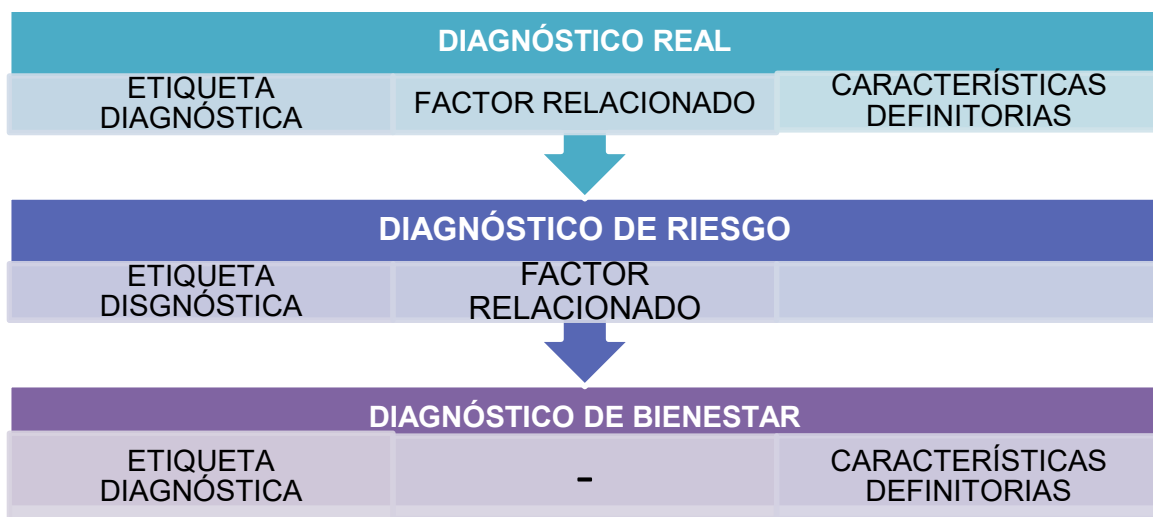 DIAGNÓSTICO REAL
ETIQUETA
DIAGNÓSTICA
FACTOR RELACIONADO
CARACTERÍSTICAS
DEFINITORIAS
DIAGNÓSTICO DE RIESGO
ETIQUETA
DISGNÓSTICA
FACTOR
RELACIONADO
DIAGNÓSTICO DE BIENESTAR
ETIQUETA
DIAGNÓSTICA
-
CARACTERÍSTICAS
DEFINITORIAS